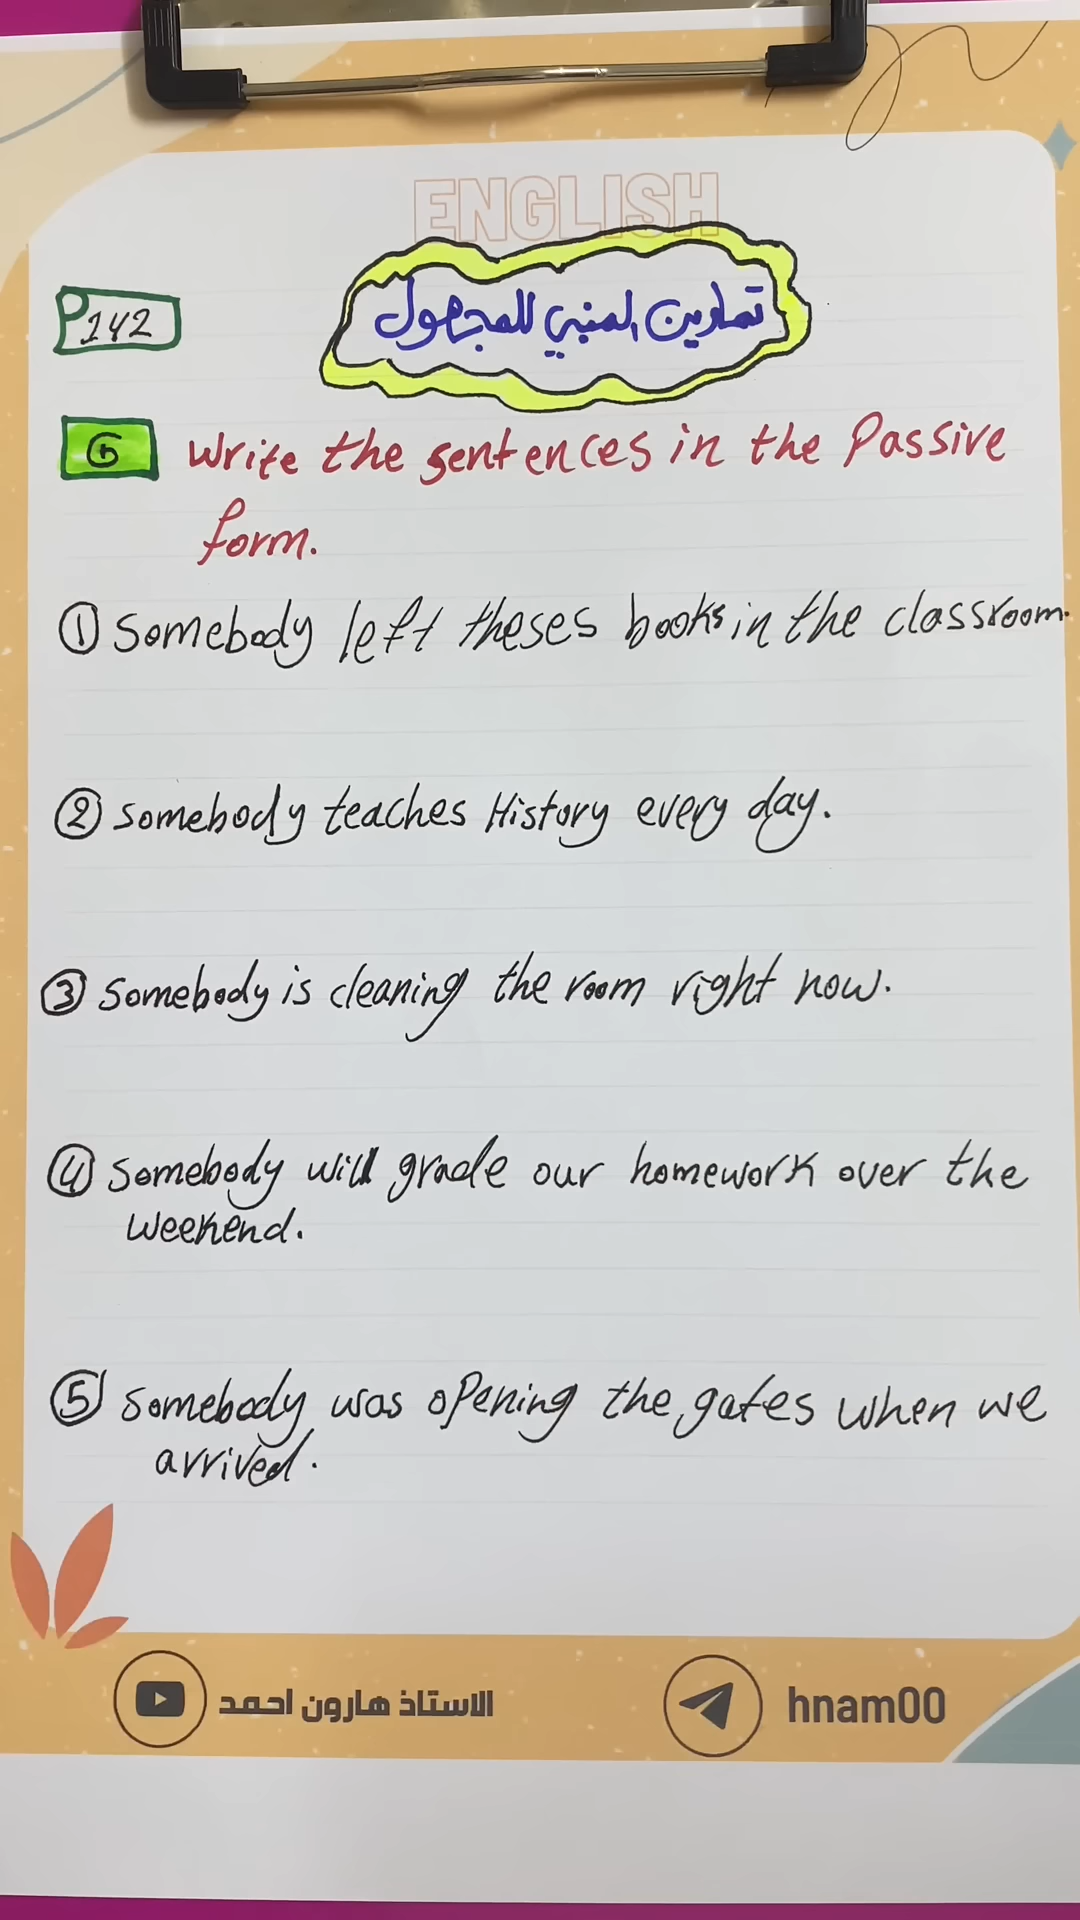 ENGLISH
P142
تمارين المبني للمجهول
G Write the sentences in the Passive
form.
① Somebody left theses books in the classroom.
② Somebody teaches History every day.
③ Somebody is cleaning the room right now.
④ Somebody will grade our homework over the
weekend.
⑤ Somebody was opening the gates when we
arrived.
الاستاذ هارون احمد
hnam00